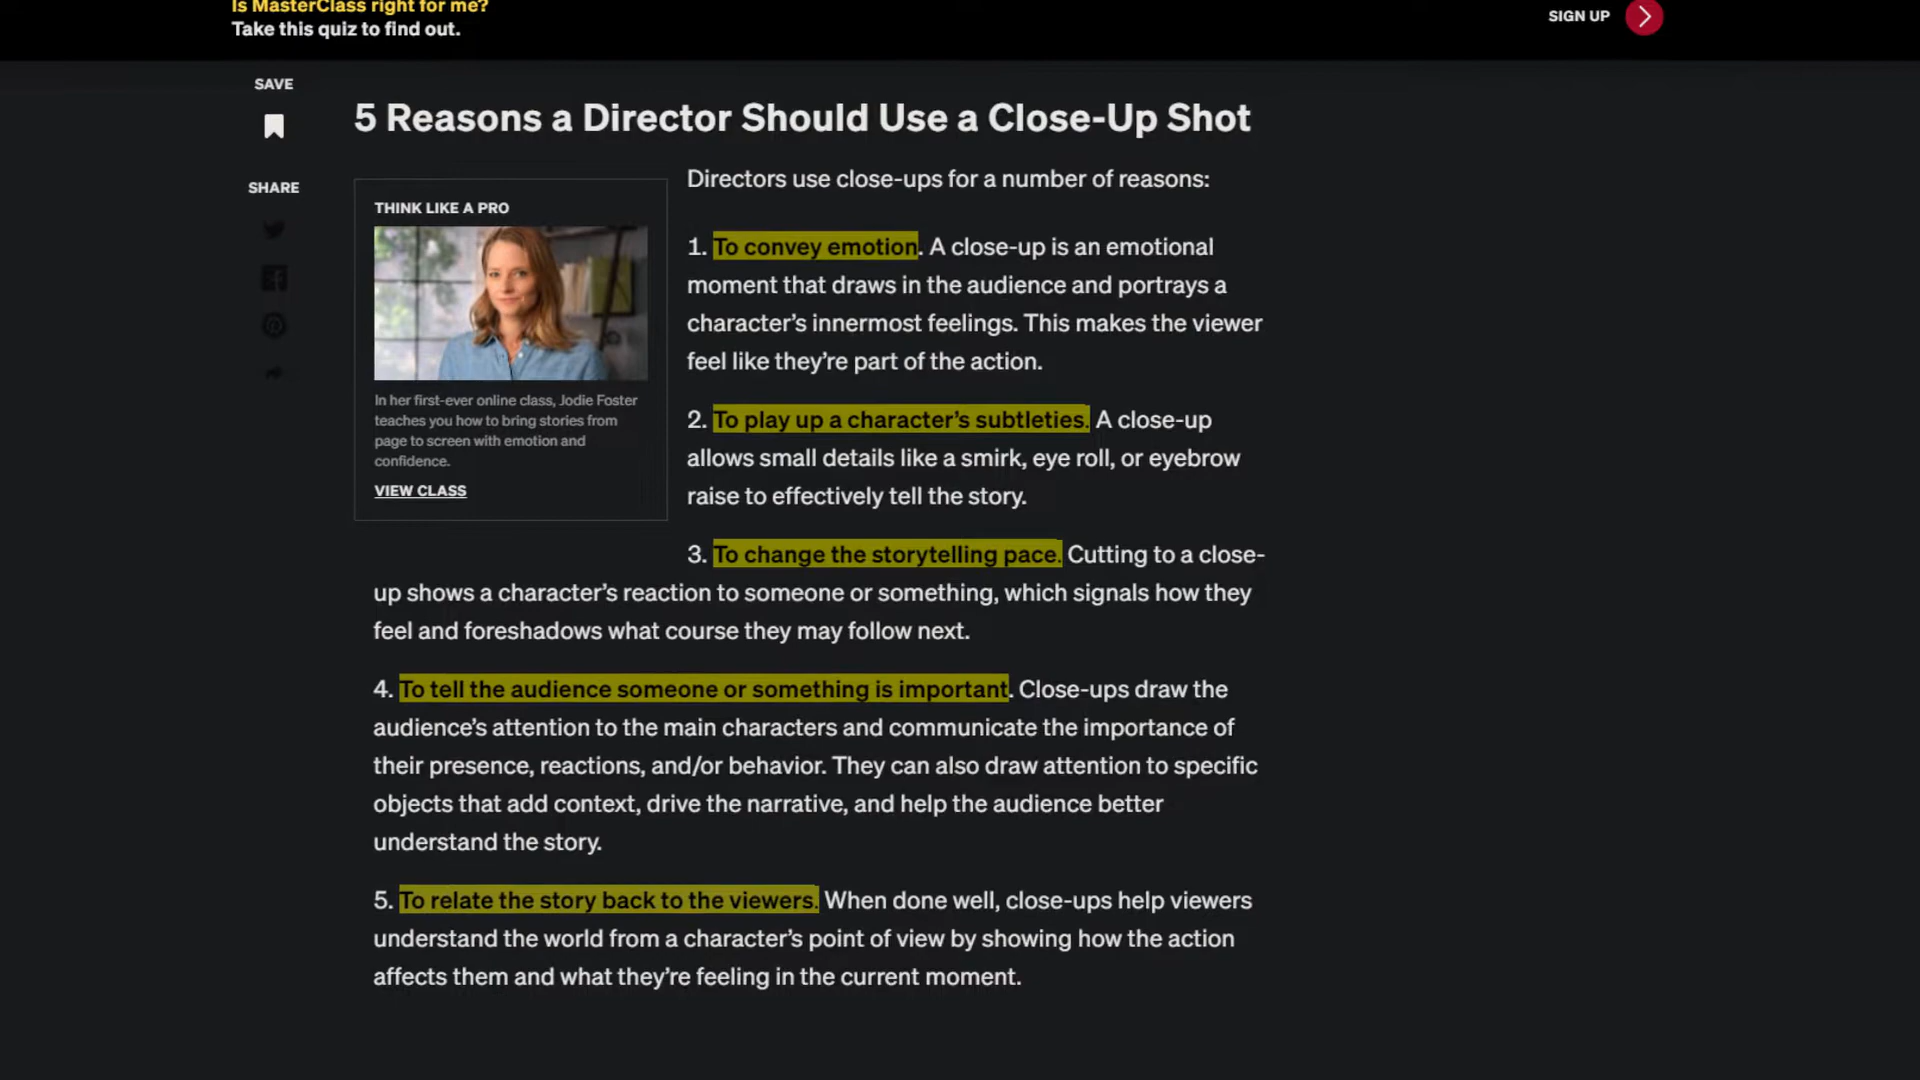 Is MasterClass right for me?
Take this quiz to find out.
SIGN UP
SAVE
SHARE
5 Reasons a Director Should Use a Close-Up Shot
THINK LIKE A PRO
In her first-ever online class, Jodie Foster
teaches you how to bring stories from
page to screen with emotion and
confidence.
VIEW CLASS
Directors use close-ups for a number of reasons:
1. To convey emotion. A close-up is an emotional
moment that draws in the audience and portrays a
character’s innermost feelings. This makes the viewer
feel like they’re part of the action.
2. To play up a character’s subtleties. A close-up
allows small details like a smirk, eye roll, or eyebrow
raise to effectively tell the story.
3. To change the storytelling pace. Cutting to a close-
up shows a character’s reaction to someone or something, which signals how they
feel and foreshadows what course they may follow next.
4. To tell the audience someone or something is important. Close-ups draw the
audience’s attention to the main characters and communicate the importance of
their presence, reactions, and/or behavior. They can also draw attention to specific
objects that add context, drive the narrative, and help the audience better
understand the story.
5. To relate the story back to the viewers. When done well, close-ups help viewers
understand the world from a character’s point of view by showing how the action
affects them and what they’re feeling in the current moment.